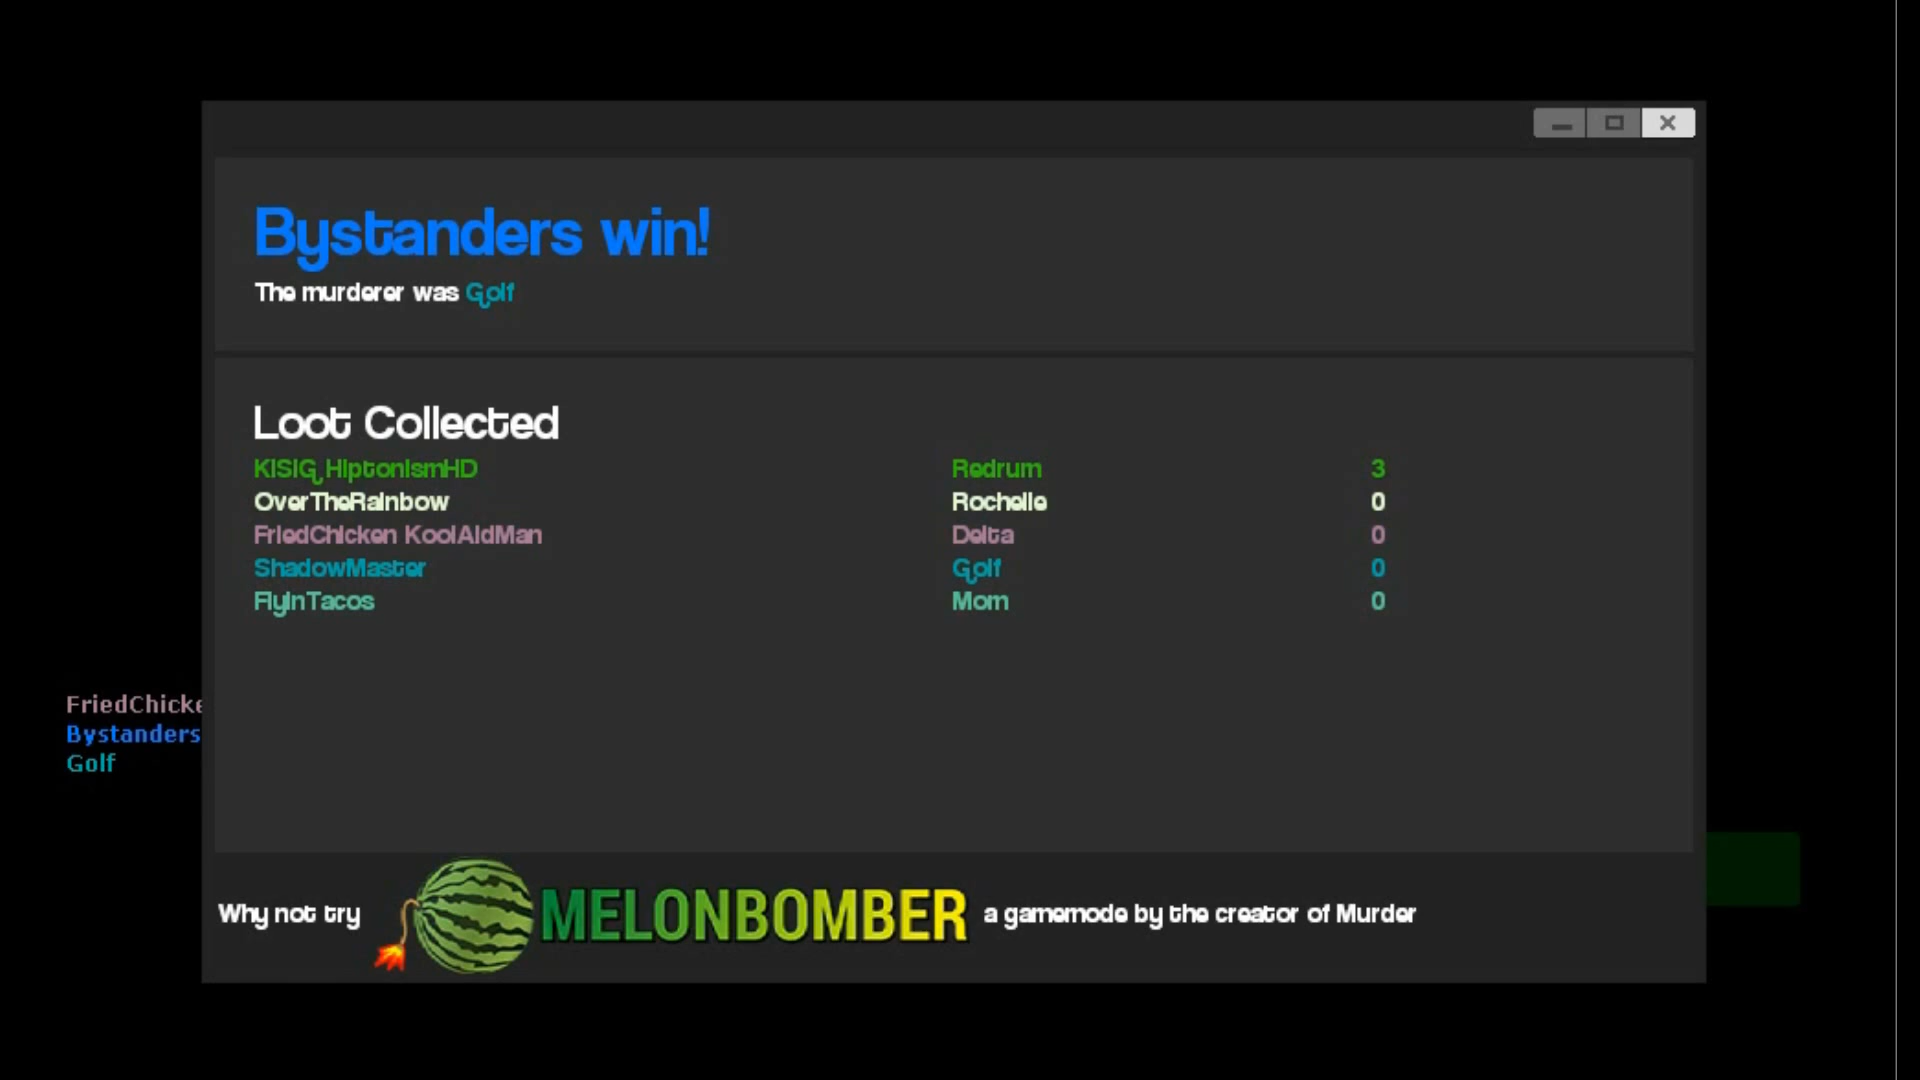 Bystanders win!
The murderer was Golf
Loot Collected
KISIG HiptonismHD Redrum 3
OverTheRainbow Rochelle 0
FriedChicken KoolAidMan Delta 0
ShadowMaster Golf 0
FlyInTacos Mom 0
FriedChicke
Bystanders
Golf
Why not try MELONBOMBER a gamemode by the creator of Murder